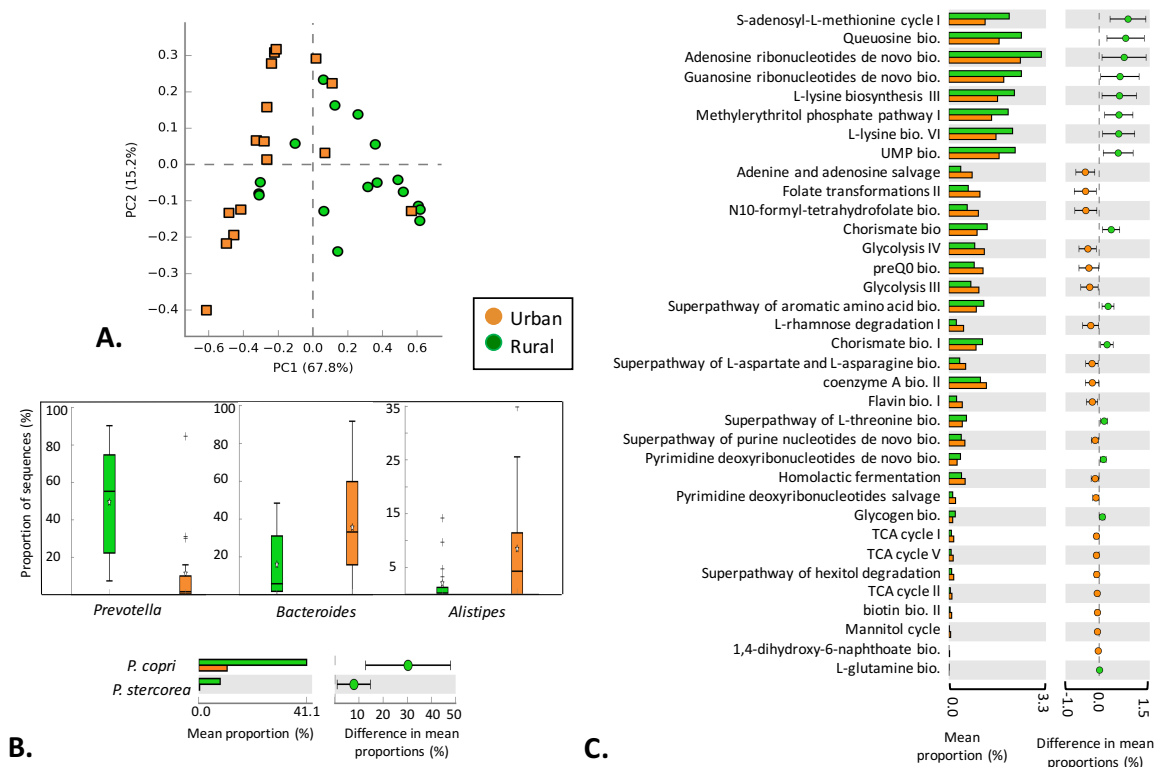 0.3
0.2
0.1
0.0
−0.1
−0.2
−0.3
−0.4
PC2 (15.2%)
−0.6 −0.4 −0.2 0.0 0.2 0.4 0.6
PC1 (67.8%)
A.
Urban
Rural
Proportion of sequences (%)
100
80
60
40
20
100
80
60
40
20
35
25
15
5
Prevotella
Bacteroides
Alistipes
P. copri
P. stercorea
0.0 41.1
Mean proportion (%)
10 20 30 40 50
Difference in mean
proportions (%)
B.
S-adenosyl-L-methionine cycle I
Queuosine bio.
Adenosine ribonucleotides de novo bio.
Guanosine ribonucleotides de novo bio.
L-lysine biosynthesis III
Methylerythritol phosphate pathway I
L-lysine bio. VI
UMP bio.
Adenine and adenosine salvage
Folate transformations II
N10-formyl-tetrahydrofolate bio.
Chorismate bio
Glycolysis IV
preQ0 bio.
Glycolysis III
Superpathway of aromatic amino acid bio.
L-rhamnose degradation I
Chorismate bio. I
Superpathway of L-aspartate and L-asparagine bio.
coenzyme A bio. II
Flavin bio. I
Superpathway of L-threonine bio.
Superpathway of purine nucleotides de novo bio.
Pyrimidine deoxyribonucleotides de novo bio.
Homolactic fermentation
Pyrimidine deoxyribonucleotides salvage
Glycogen bio.
TCA cycle I
TCA cycle V
Superpathway of hexitol degradation
TCA cycle II
biotin bio. II
Mannitol cycle
1,4-dihydroxy-6-naphthoate bio.
L-glutamine bio.
0.0 3.3
Mean
proportion (%)
-1.0 0.0 1.5
Difference in mean
proportions (%)
C.